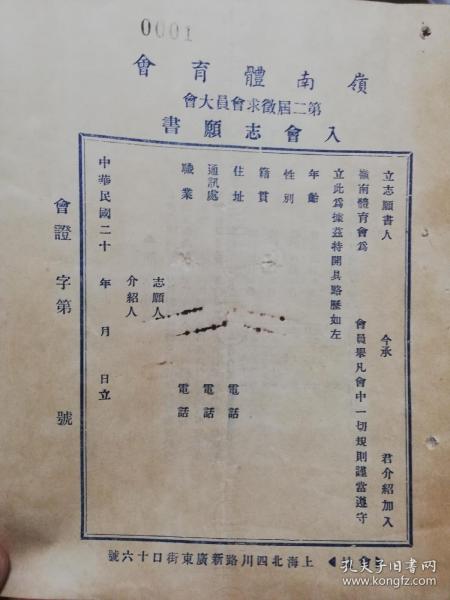 0001
嶺南體育會
第二屆徵求會員大會
入會志願書
立志願書人　今承　君介紹加入
嶺南體育會爲　會員舉凡會中一切規則謹當遵守
立此爲據茲特開具略歷如左
年齡
性別
籍貫
住址　電話
通訊處　電話
職業　電話
志願人
介紹人
中華民國二十　年　月　日立
會證　字第　號
上海北四川路新廣東街口十六號
孔夫子旧书网